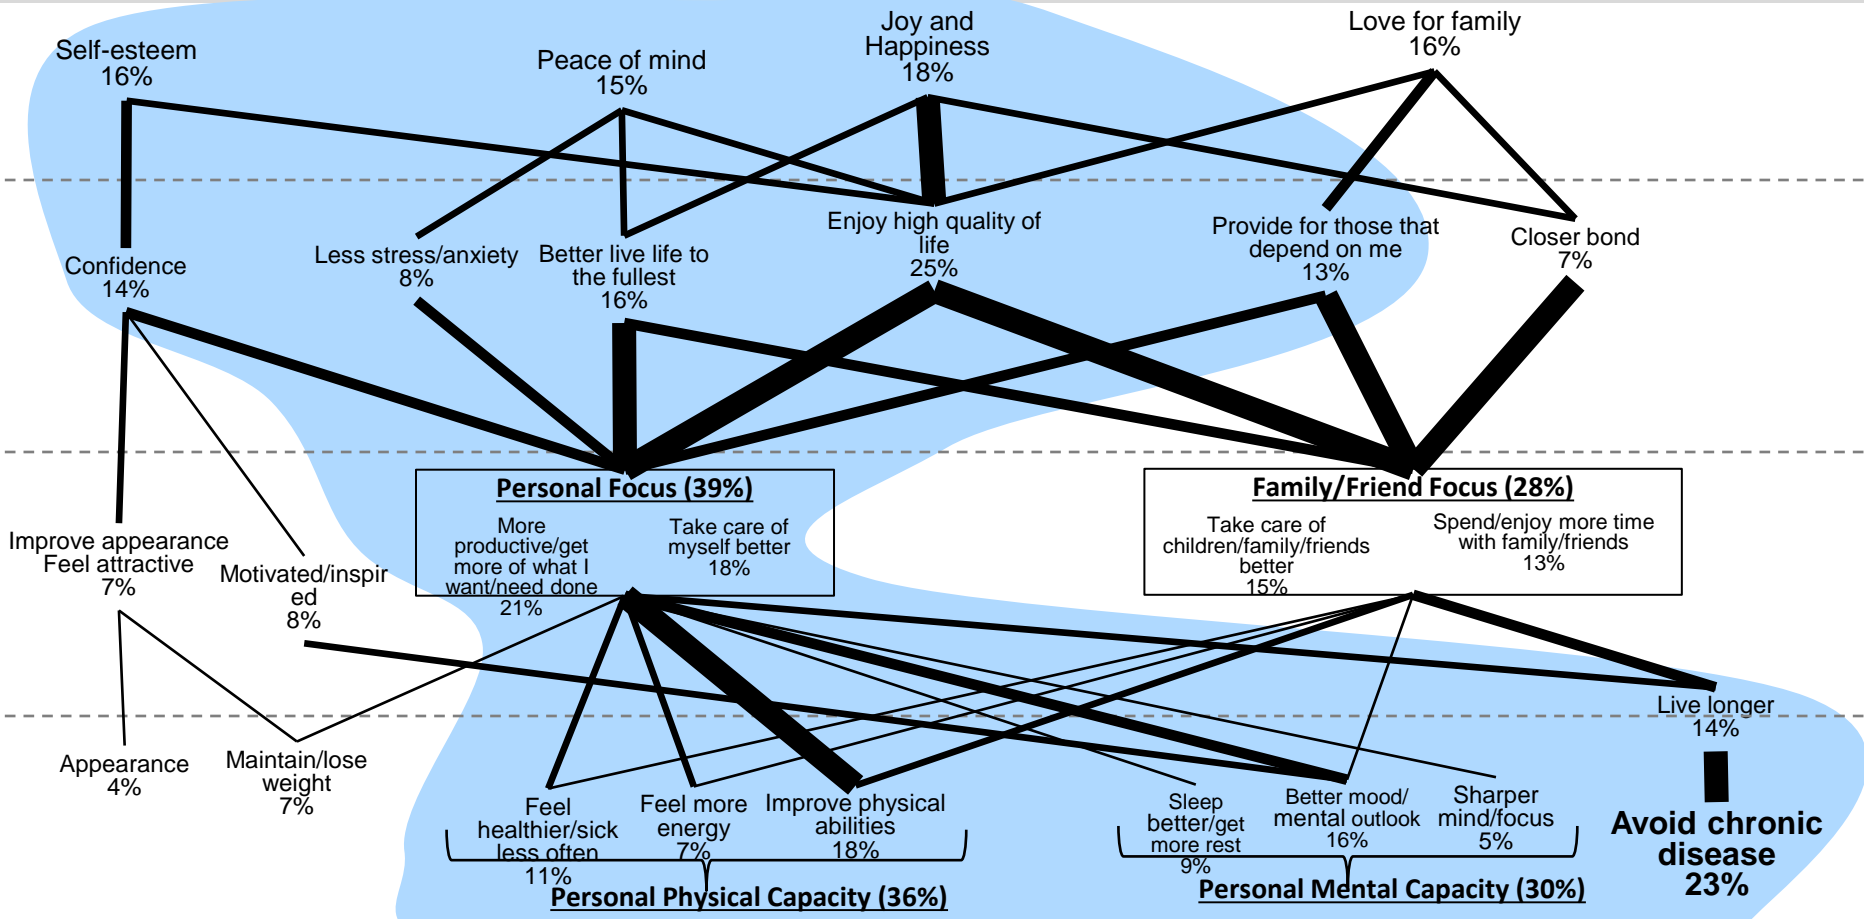 Self-esteem
16%
Peace of mind
15%
Joy and
Happiness
18%
Love for family
16%
Confidence
14%
Less stress/anxiety
8%
Better live life to
the fullest
16%
Enjoy high quality of
life
25%
Provide for those that
depend on me
13%
Closer bond
7%
Improve appearance
Feel attractive
7%
Motivated/inspir
ed
8%
Personal Focus (39%)
More
productive/get
more of what I
want/need done
21%
Take care of
myself better
18%
Family/Friend Focus (28%)
Take care of
children/family/friends
better
15%
Spend/enjoy more time
with family/friends
13%
Live longer
14%
Appearance
4%
Maintain/lose
weight
7%
Feel
healthier/sick
less often
11%
Feel more
energy
7%
Improve physical
abilities
18%
Personal Physical Capacity (36%)
Sleep
better/get
more rest
9%
Better mood/
mental outlook
16%
Sharper
mind/focus
5%
Personal Mental Capacity (30%)
Avoid chronic
disease
23%